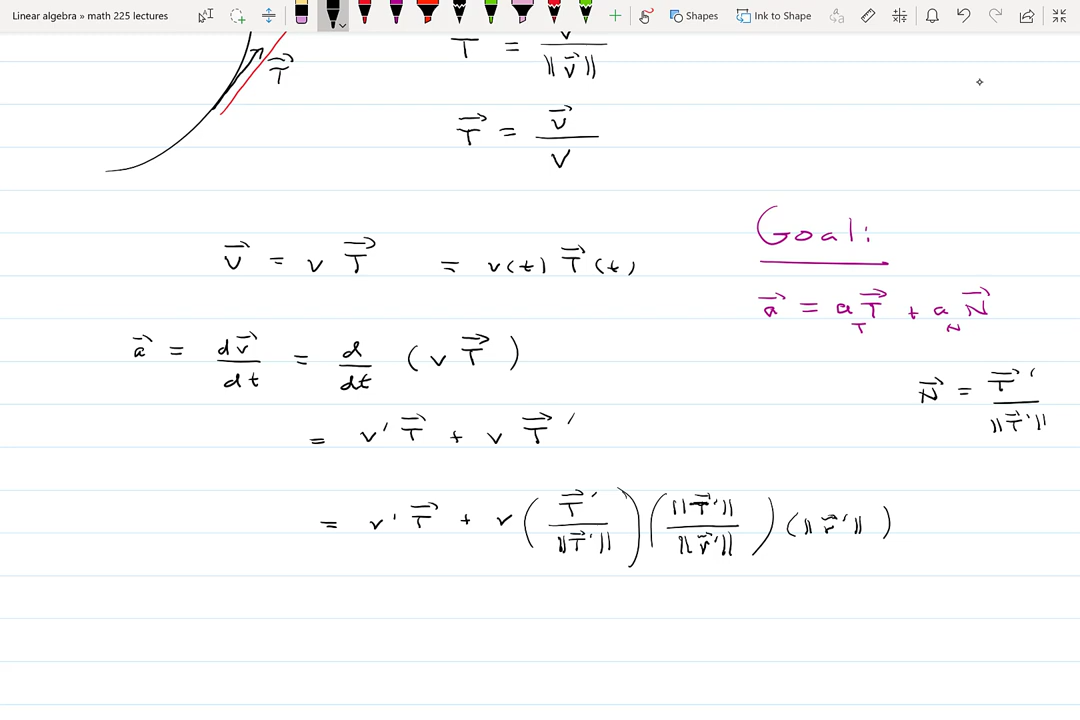 Linear algebra » math 225 lectures Shapes Ink to Shape
T⃗
T = v / ||v⃗||
T⃗ = v⃗ / v
Goal:
v⃗ = v T⃗ = v(t) T⃗(t)
a⃗ = a_T T⃗ + a_N N⃗
a⃗ = dv⃗/dt = d/dt (v T⃗)
N⃗ = T⃗' / ||T⃗'||
= v' T⃗ + v T⃗'
= v' T⃗ + v (T⃗' / ||T⃗'||) (||T⃗'|| / ||r⃗'||) (||r⃗'||)